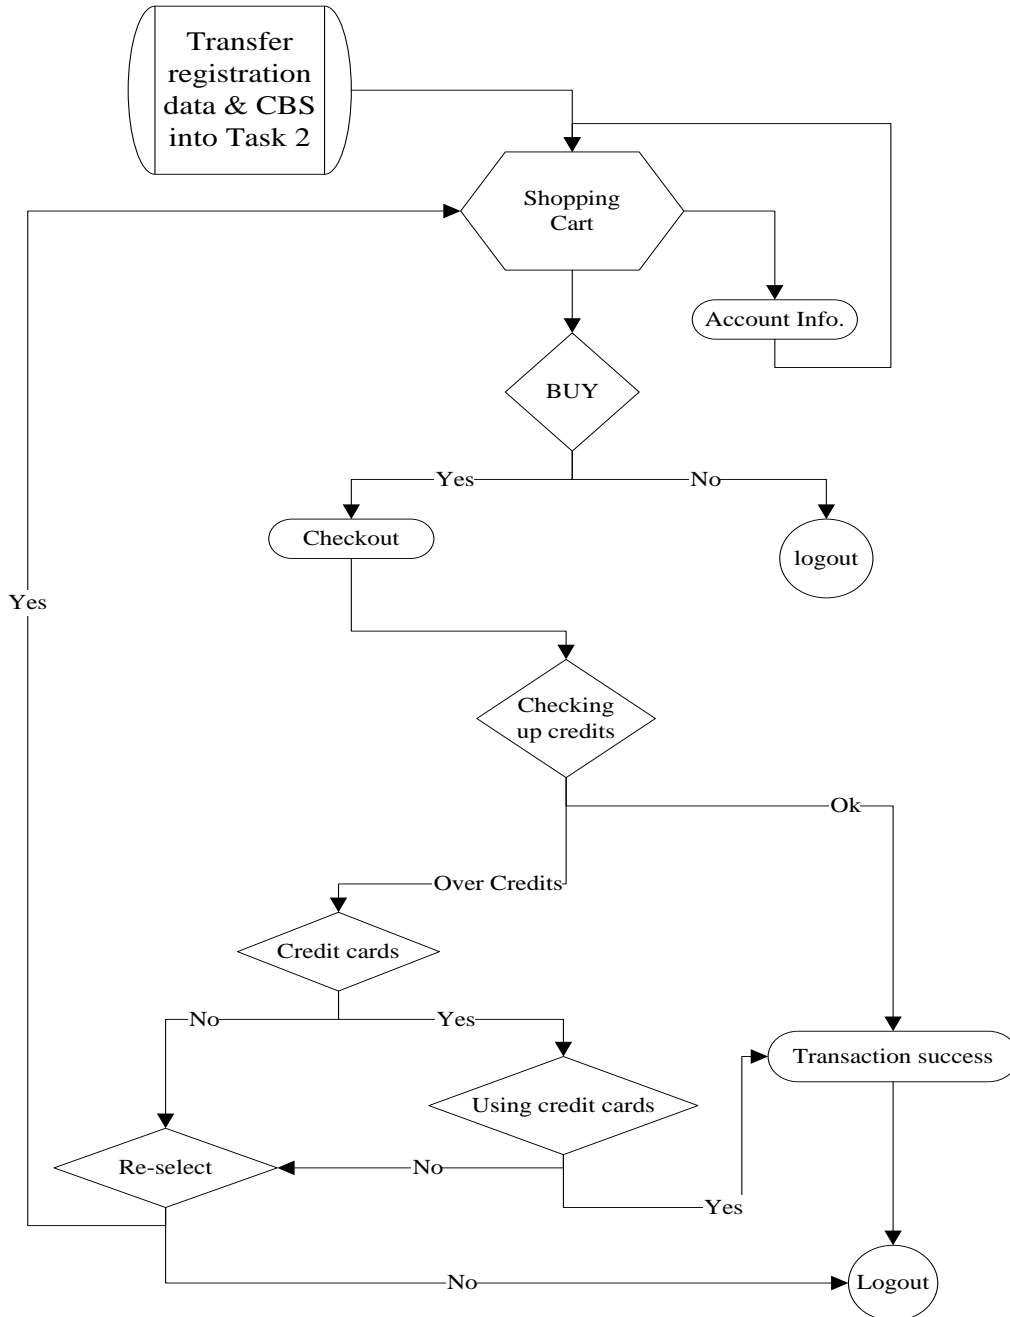 Transfer
registration
data & CBS
into Task 2
Shopping
Cart
Account Info.
BUY
Yes
No
Checkout
logout
Yes
Checking
up credits
Ok
Over Credits
Credit cards
No
Yes
Transaction success
Using credit cards
Re-select
No
Yes
No
Logout